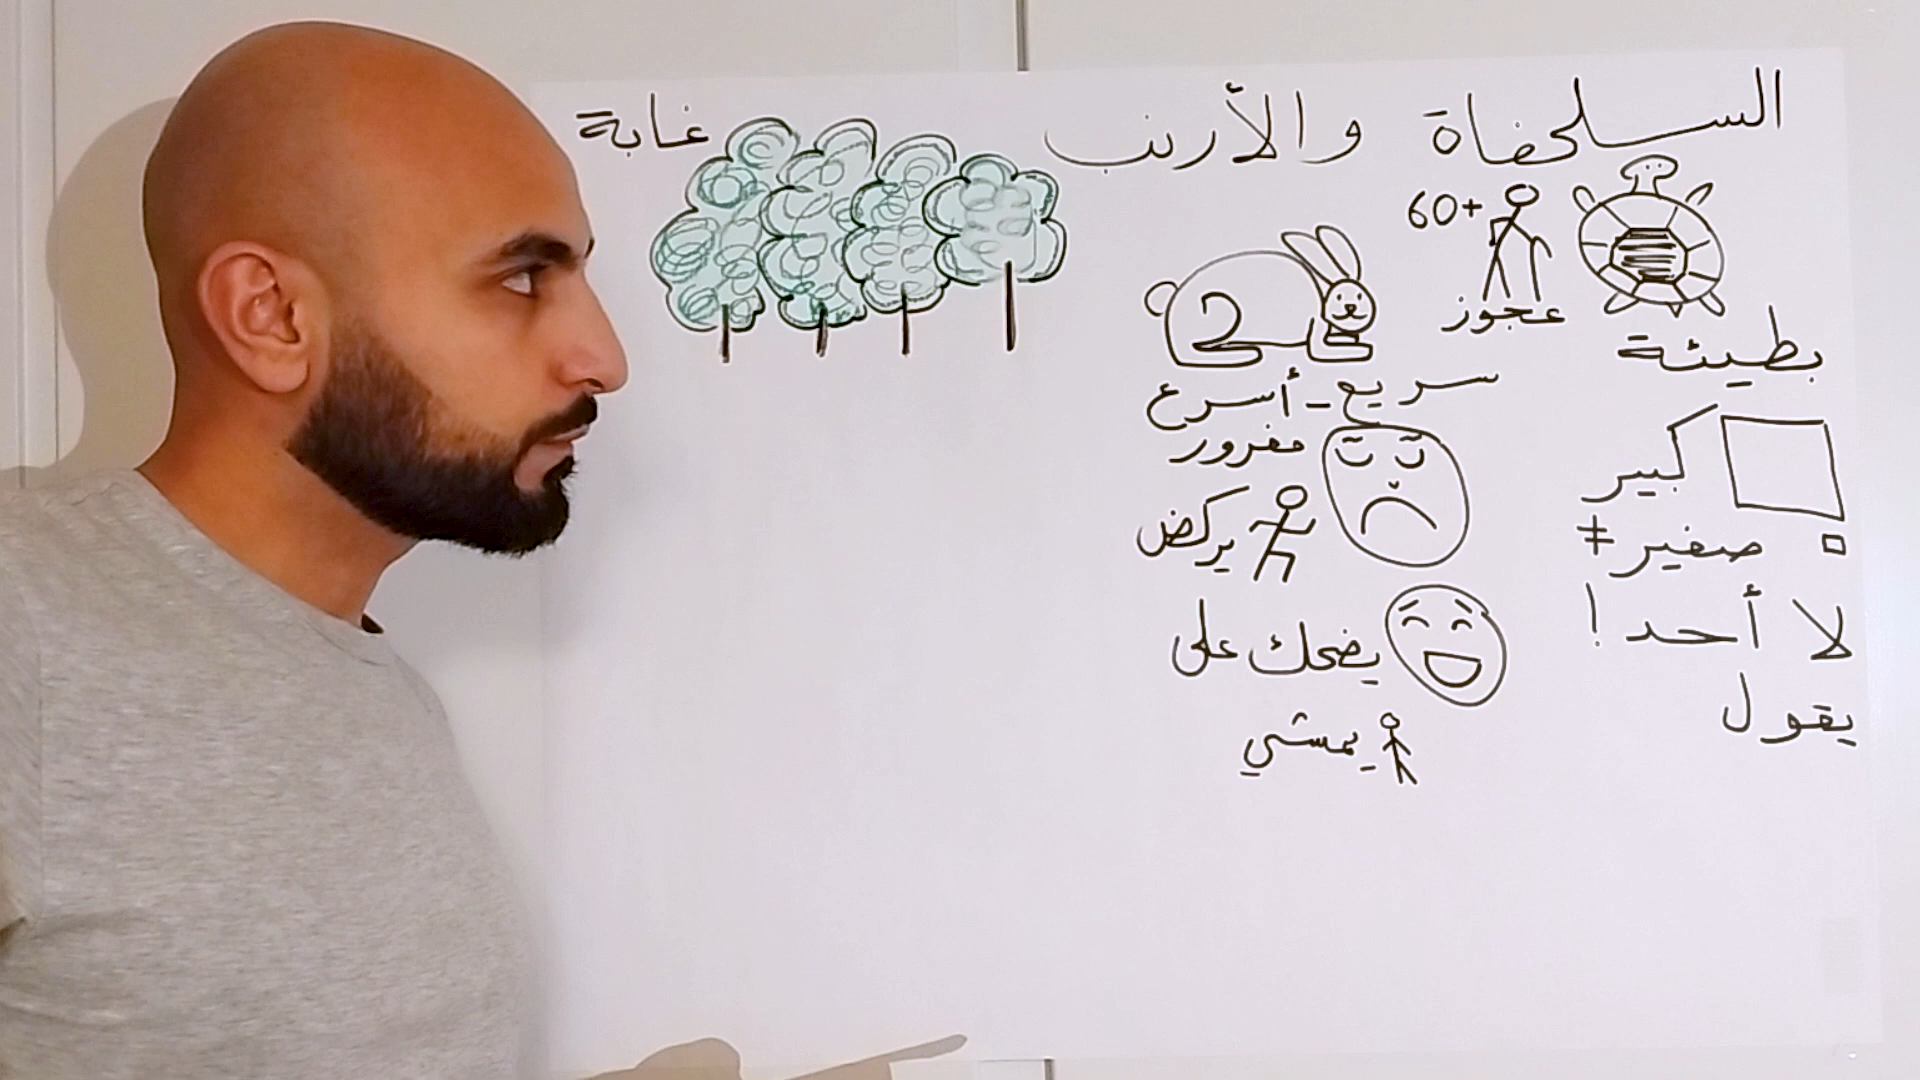 السلحفاة والأرنب
غابة
60+
عجوز
بطيئة
سريع - أسرع
مغرور
يركض
يضحك على
يمشي
كبير
صغير ≠
لا أحد!
يقول